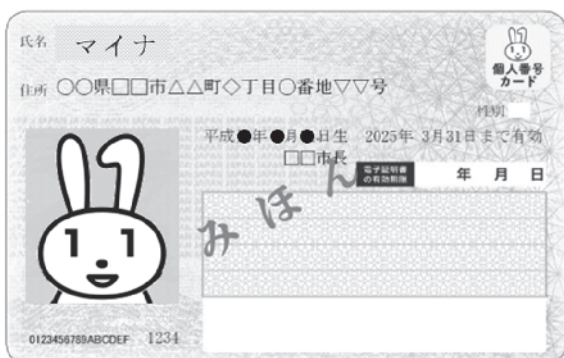 氏名 マイナ
個人番号
カード
住所 〇〇県□□市△△町◇丁目〇番地▽▽号
性別
平成●年●月●日生 2025年 3月31日まで有効
□□市長
電子証明書
の有効期限
年 月 日
みほん
0123456789ABCDEF 1234